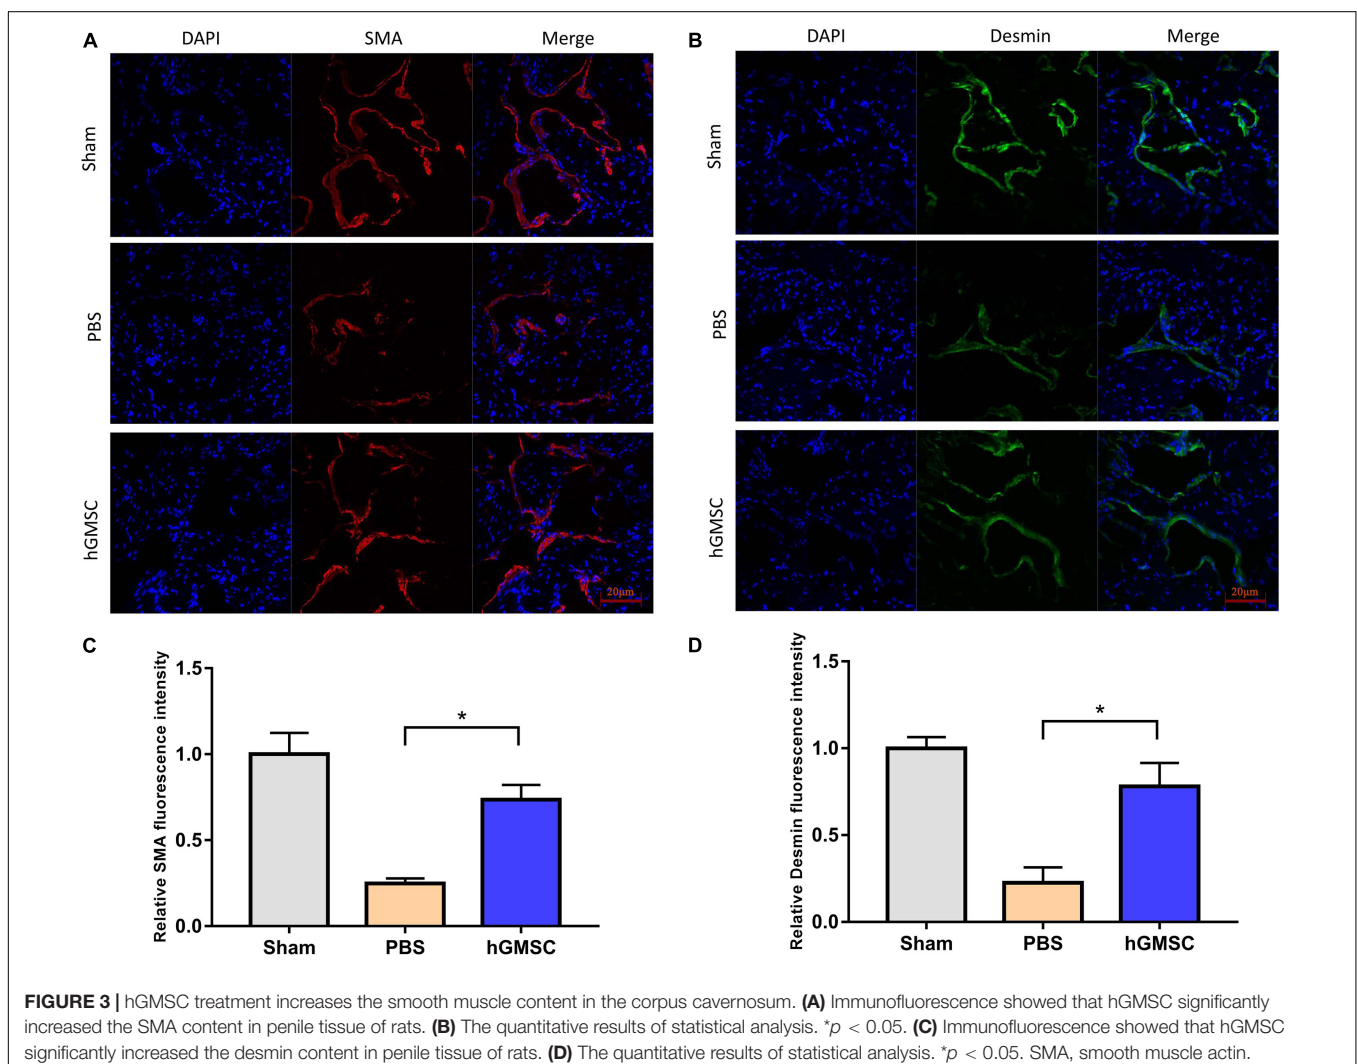 A
DAPI SMA Merge
Sham
PBS
hGMSC
20μm
B
DAPI Desmin Merge
Sham
PBS
hGMSC
20μm
C
Relative SMA fluorescence intensity
1.5
1.0
0.5
0.0
*
Sham PBS hGMSC
D
Relative Desmin fluorescence intensity
1.5
1.0
0.5
0.0
*
Sham PBS hGMSC
FIGURE 3 | hGMSC treatment increases the smooth muscle content in the corpus cavernosum. (A) Immunofluorescence showed that hGMSC significantly
increased the SMA content in penile tissue of rats. (B) The quantitative results of statistical analysis. *p < 0.05. (C) Immunofluorescence showed that hGMSC
significantly increased the desmin content in penile tissue of rats. (D) The quantitative results of statistical analysis. *p < 0.05. SMA, smooth muscle actin.